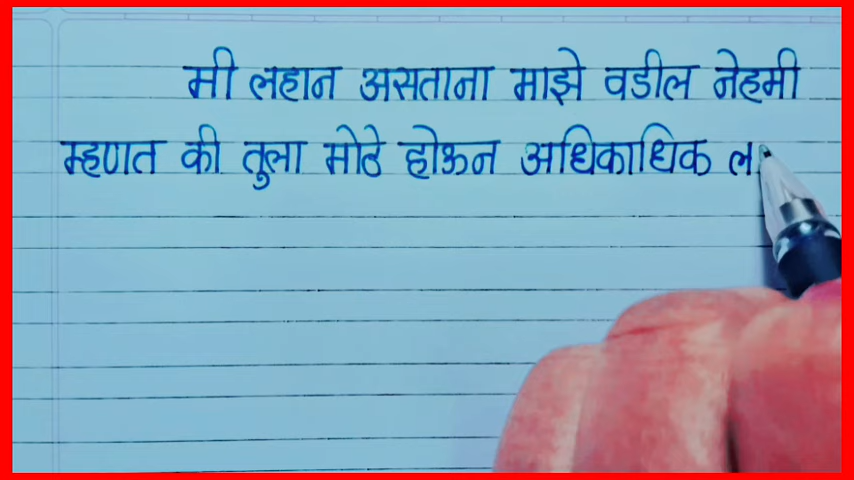 मी लहान असताना माझे वडील नेहमी
म्हणत की तुला मोठे होऊन अधिकाधिक ल